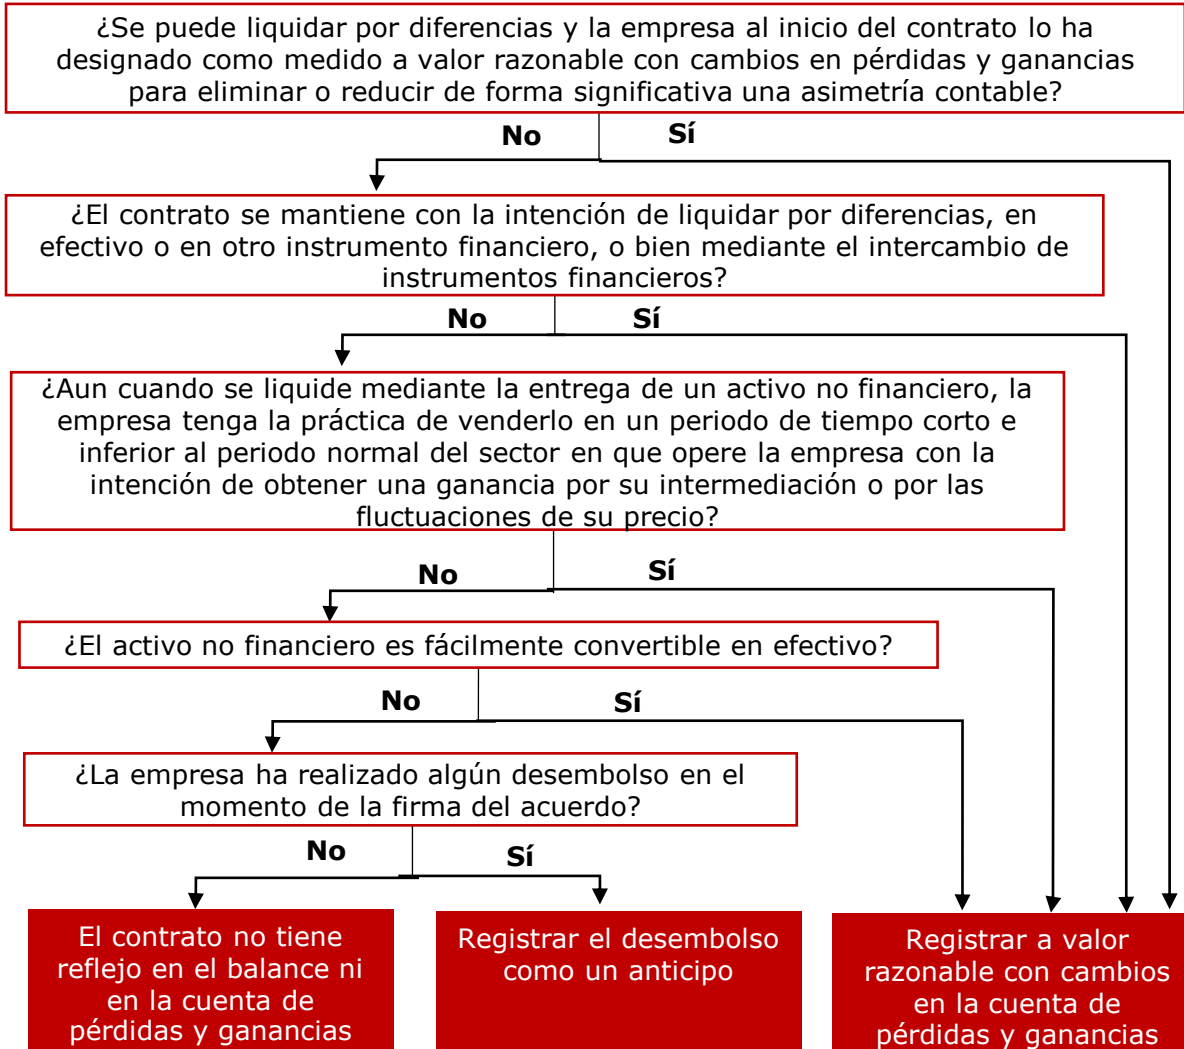 ¿Se puede liquidar por diferencias y la empresa al inicio del contrato lo ha
designado como medido a valor razonable con cambios en pérdidas y ganancias
para eliminar o reducir de forma significativa una asimetría contable?
No
Sí
¿El contrato se mantiene con la intención de liquidar por diferencias, en
efectivo o en otro instrumento financiero, o bien mediante el intercambio de
instrumentos financieros?
No
Sí
¿Aun cuando se liquide mediante la entrega de un activo no financiero, la
empresa tenga la práctica de venderlo en un periodo de tiempo corto e
inferior al periodo normal del sector en que opere la empresa con la
intención de obtener una ganancia por su intermediación o por las
fluctuaciones de su precio?
No
Sí
¿El activo no financiero es fácilmente convertible en efectivo?
No
Sí
¿La empresa ha realizado algún desembolso en el
momento de la firma del acuerdo?
No
Sí
El contrato no tiene
reflejo en el balance ni
en la cuenta de
pérdidas y ganancias
Registrar el desembolso
como un anticipo
Registrar a valor
razonable con cambios
en la cuenta de
pérdidas y ganancias